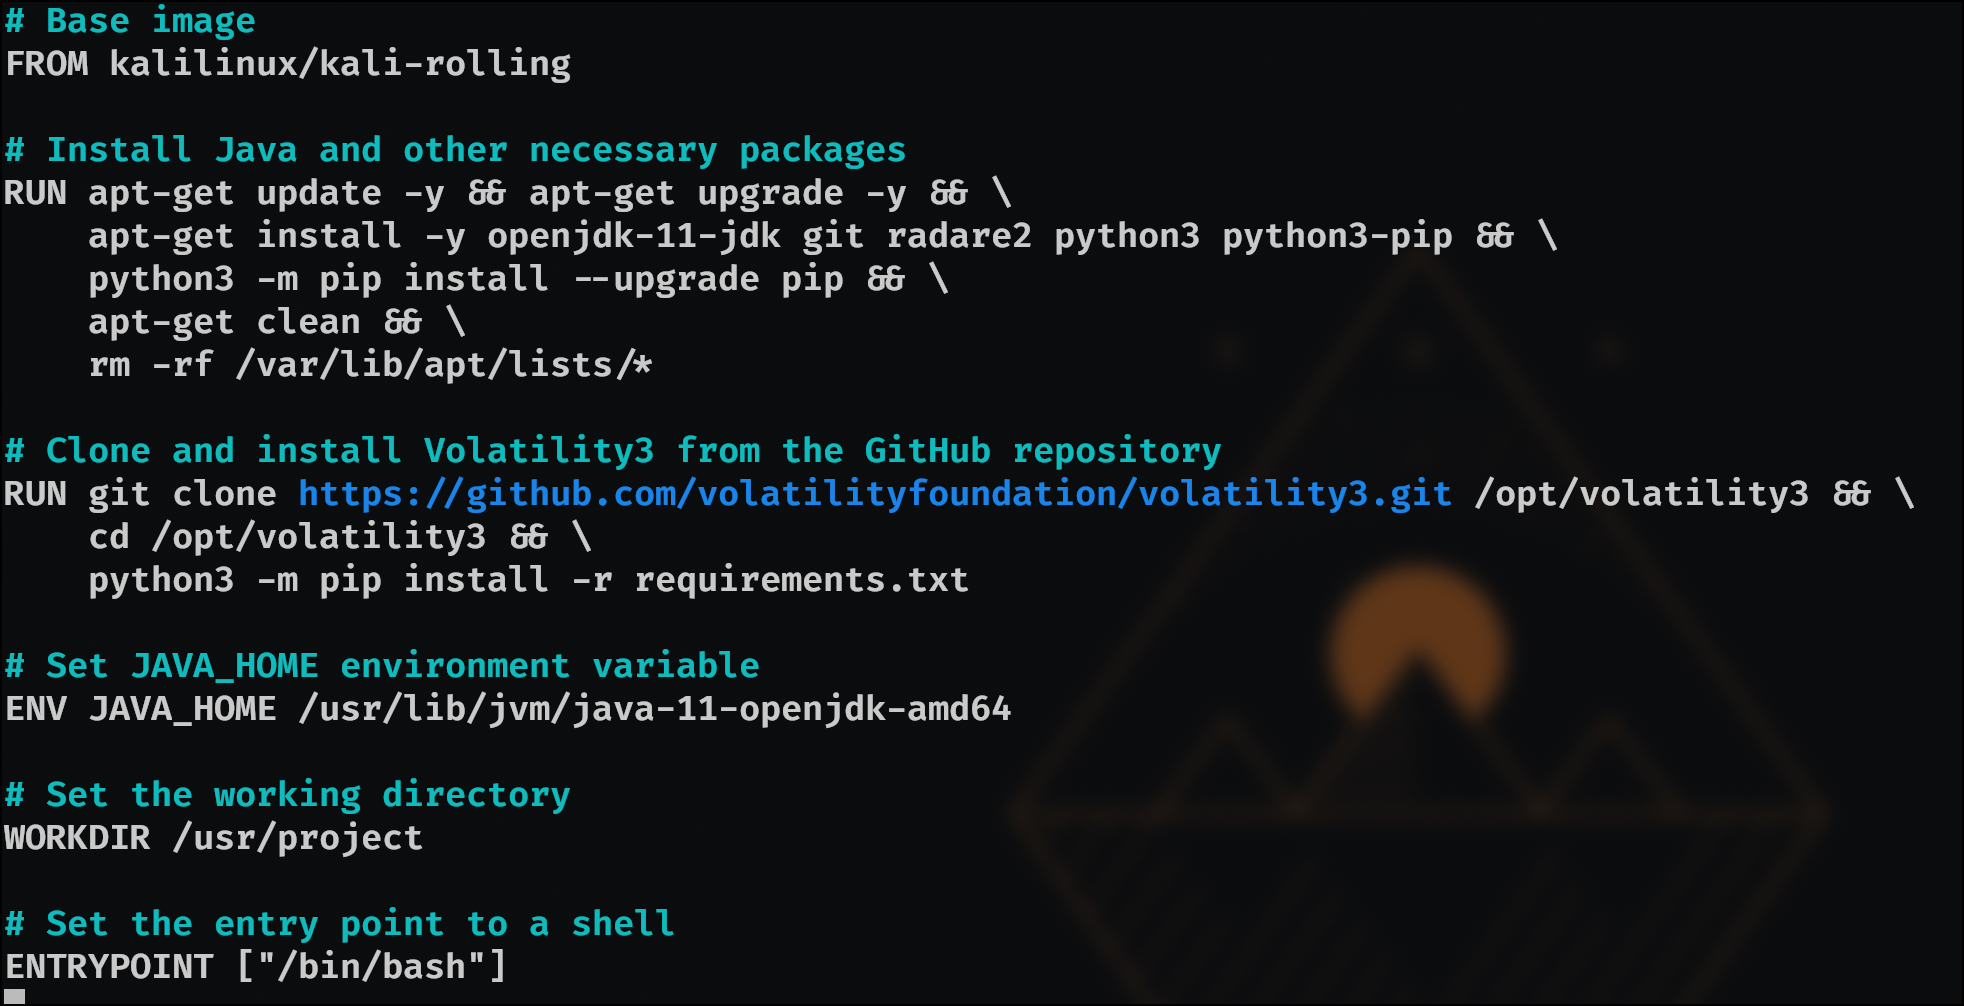 # Base image
FROM kalilinux/kali-rolling

# Install Java and other necessary packages
RUN apt-get update -y && apt-get upgrade -y && \
    apt-get install -y openjdk-11-jdk git radare2 python3 python3-pip && \
    python3 -m pip install --upgrade pip && \
    apt-get clean && \
    rm -rf /var/lib/apt/lists/*

# Clone and install Volatility3 from the GitHub repository
RUN git clone https://github.com/volatilityfoundation/volatility3.git /opt/volatility3 && \
    cd /opt/volatility3 && \
    python3 -m pip install -r requirements.txt

# Set JAVA_HOME environment variable
ENV JAVA_HOME /usr/lib/jvm/java-11-openjdk-amd64

# Set the working directory
WORKDIR /usr/project

# Set the entry point to a shell
ENTRYPOINT ["/bin/bash"]